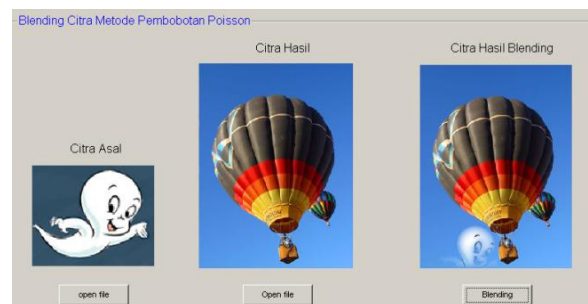 Blending Citra Metode Pembobotan Poisson
Citra Hasil
Citra Hasil Blending
Citra Asal
open file
Open file
Blending